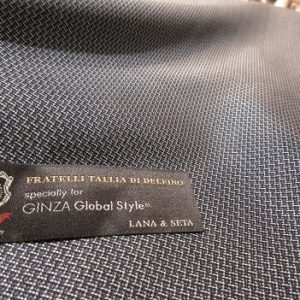 FRATELLI TALLIA DI DELFINO
specially for
GINZA Global Style®
LANA & SETA